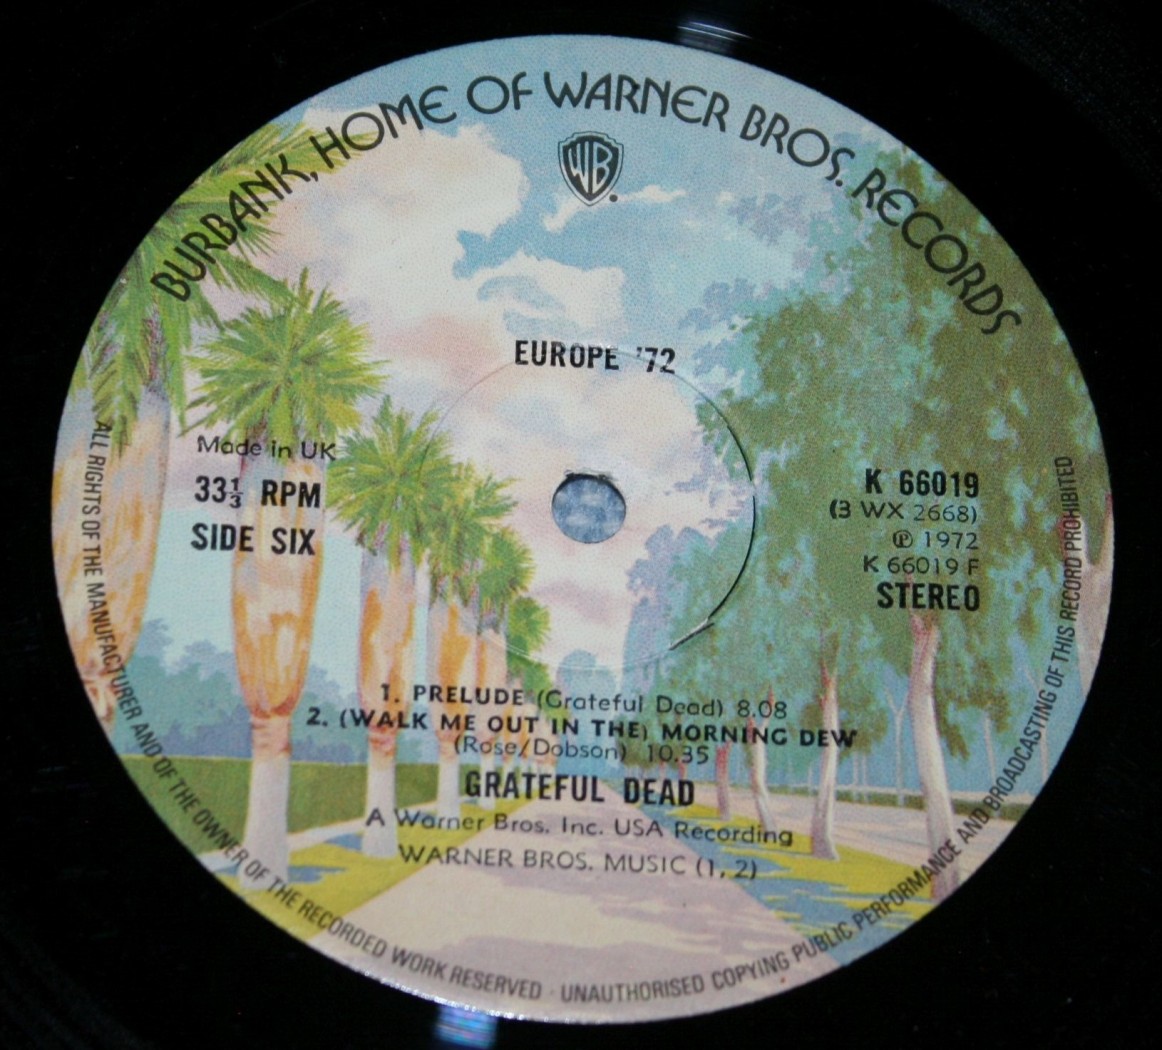 BURBANK, HOME OF WARNER BROS. RECORDS
WB
EUROPE '72
Made in UK
33⅓ RPM
SIDE SIX
K 66019
(3 WX 2668)
℗ 1972
K 66019 F
STEREO
1. PRELUDE (Grateful Dead) 8.08
2. (WALK ME OUT IN THE) MORNING DEW
(Rose/Dobson) 10.35
GRATEFUL DEAD
A Warner Bros. Inc. USA Recording
WARNER BROS. MUSIC (1, 2)
ALL RIGHTS OF THE MANUFACTURER AND OF THE OWNER OF THE RECORDED WORK RESERVED · UNAUTHORISED COPYING PUBLIC PERFORMANCE AND BROADCASTING OF THIS RECORD PROHIBITED